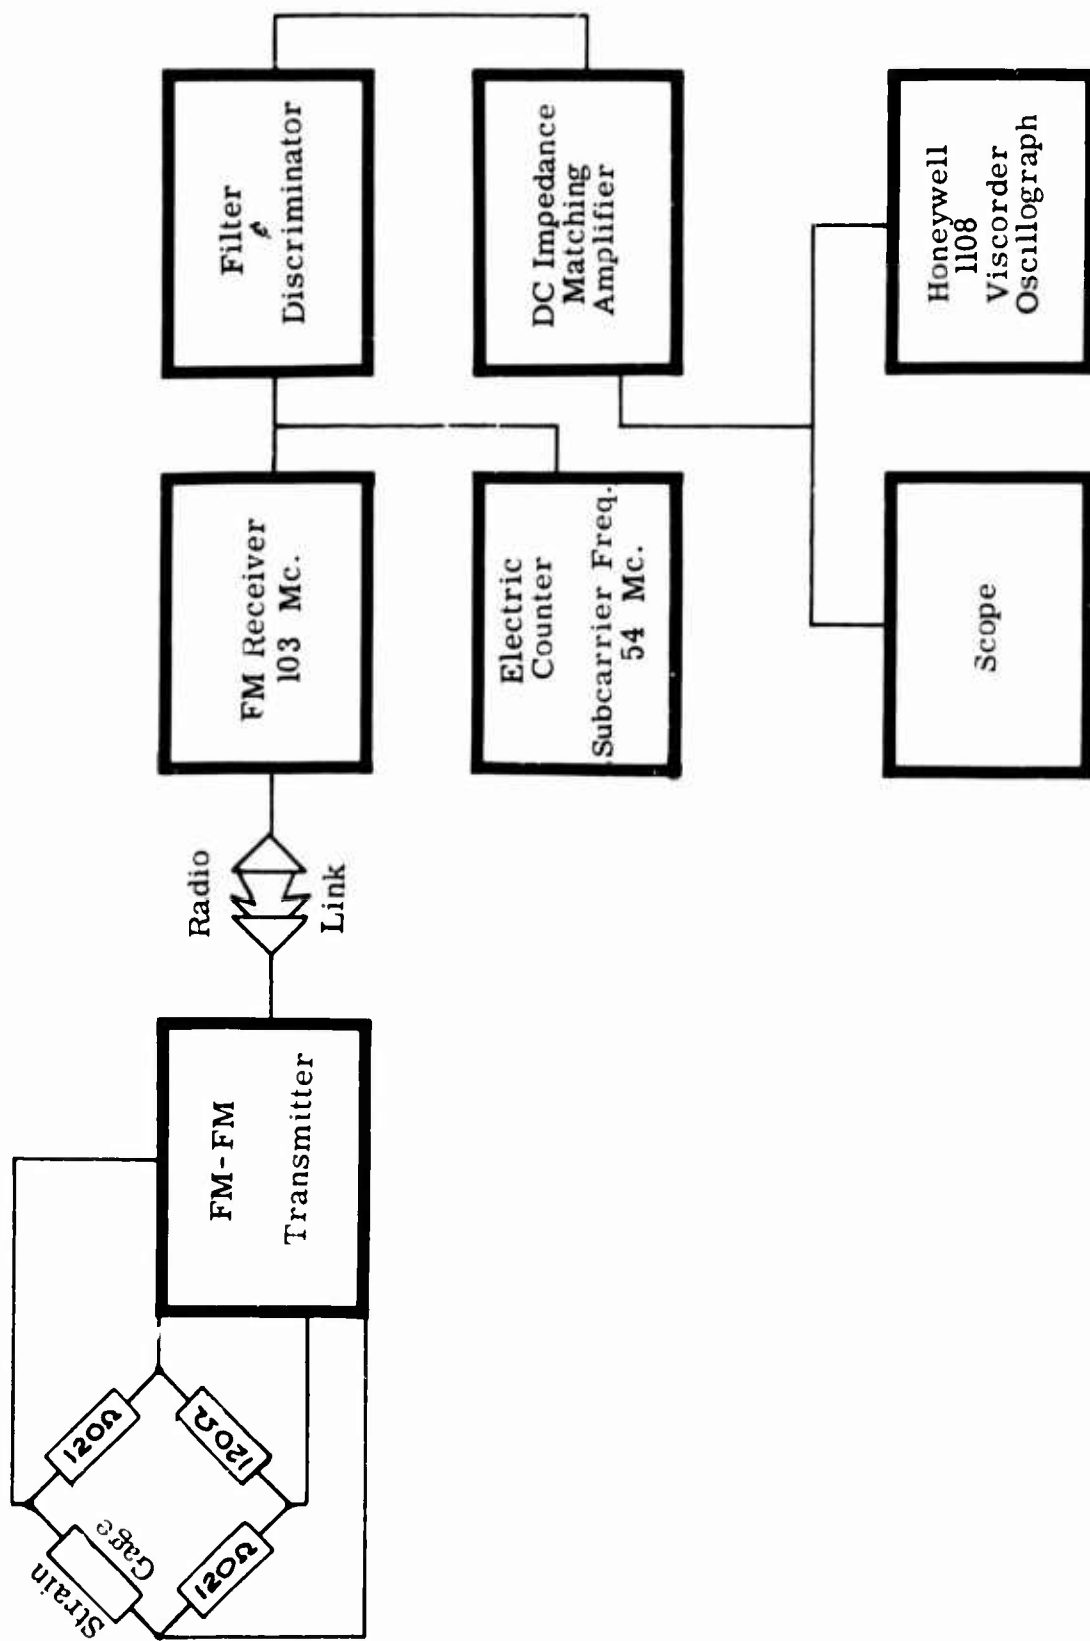 Strain
Gage
120Ω
120Ω
120Ω
FM-FM
Transmitter
Radio
Link
FM Receiver
103 Mc.
Filter
&
Discriminator
Electric
Counter
Subcarrier Freq.
54 Mc.
DC Impedance
Matching
Amplifier
Scope
Honeywell
1108
Viscorder
Oscillograph